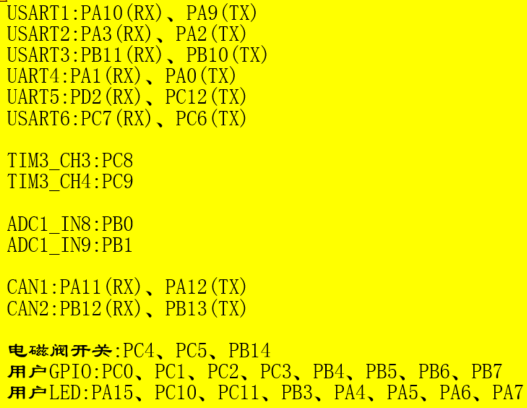 USART1:PA10(RX)、PA9(TX)
USART2:PA3(RX)、PA2(TX)
USART3:PB11(RX)、PB10(TX)
UART4:PA1(RX)、PA0(TX)
UART5:PD2(RX)、PC12(TX)
USART6:PC7(RX)、PC6(TX)
TIM3_CH3:PC8
TIM3_CH4:PC9
ADC1_IN8:PB0
ADC1_IN9:PB1
CAN1:PA11(RX)、PA12(TX)
CAN2:PB12(RX)、PB13(TX)
电磁阀开关:PC4、PC5、PB14
用户GPIO:PC0、PC1、PC2、PC3、PB4、PB5、PB6、PB7
用户LED:PA15、PC10、PC11、PB3、PA4、PA5、PA6、PA7